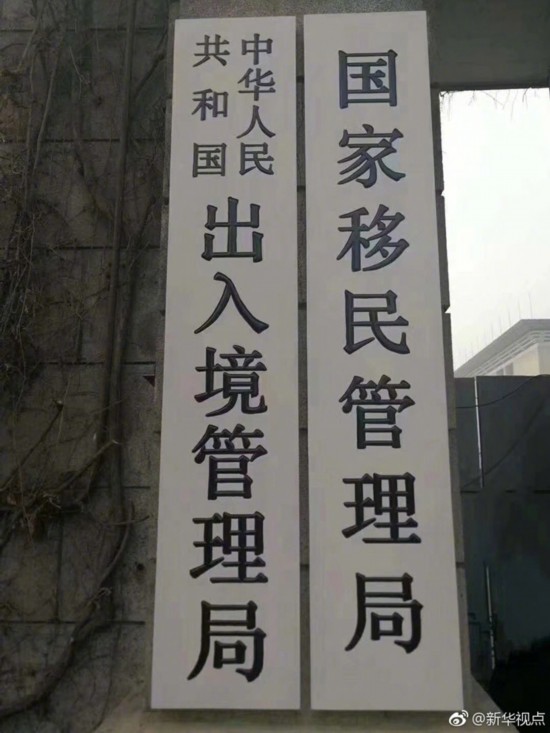 国家移民管理局
中华人民
共和国
出入境管理局
@新华视点